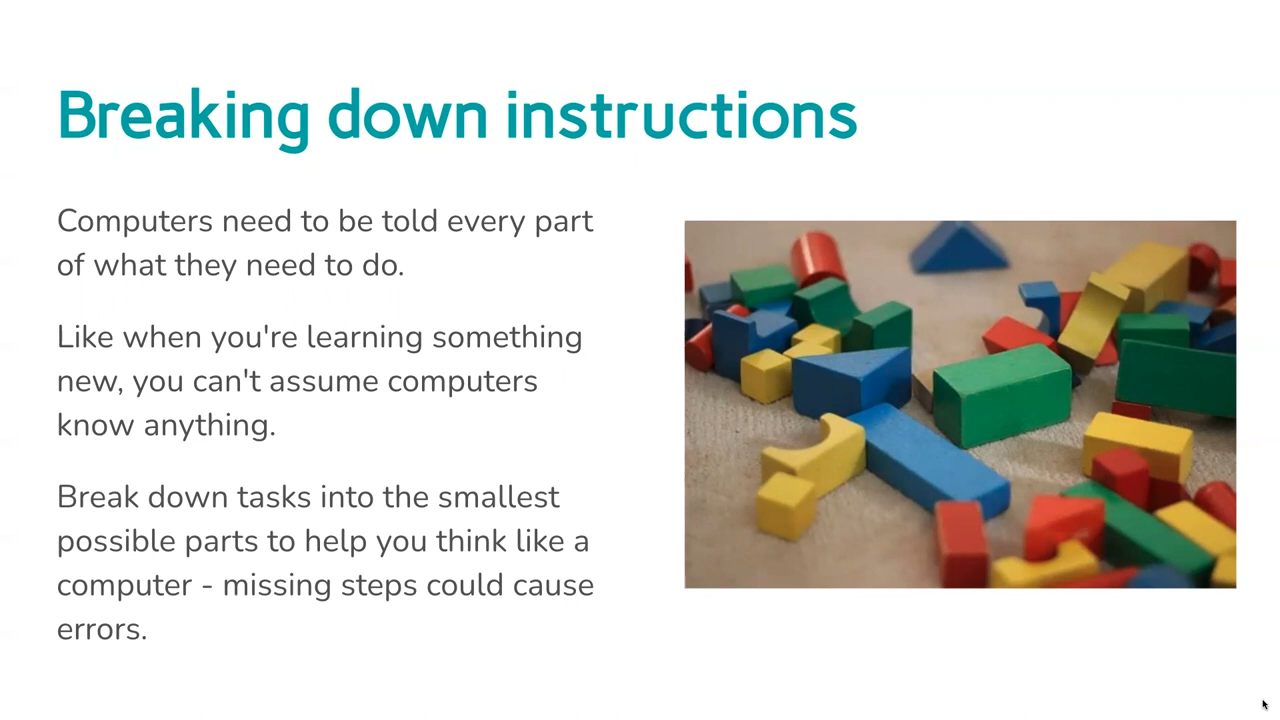 Breaking down instructions
Computers need to be told every part
of what they need to do.
Like when you're learning something
new, you can't assume computers
know anything.
Break down tasks into the smallest
possible parts to help you think like a
computer - missing steps could cause
errors.